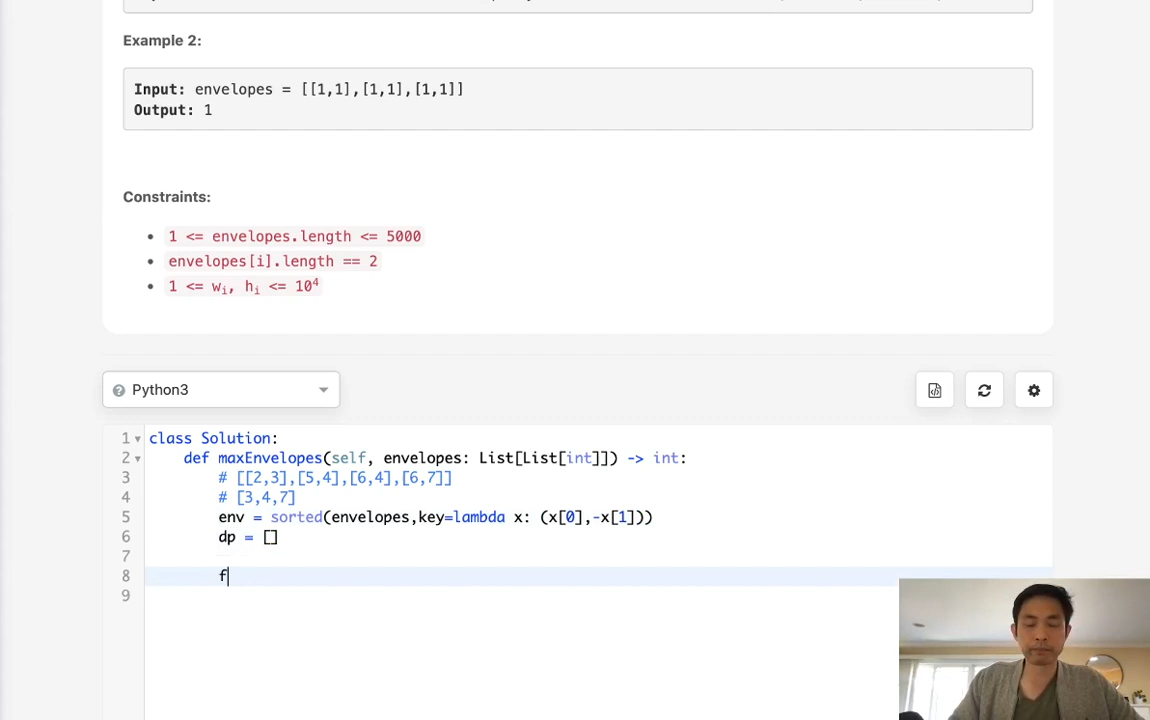 Example 2:
Input: envelopes = [[1,1],[1,1],[1,1]]
Output: 1
Constraints:
• 1 <= envelopes.length <= 5000
• envelopes[i].length == 2
• 1 <= wi, hi <= 10⁴
? Python3
1 class Solution:
2 def maxEnvelopes(self, envelopes: List[List[int]]) -> int:
3 # [[2,3],[5,4],[6,4],[6,7]]
4 # [3,4,7]
5 env = sorted(envelopes,key=lambda x: (x[0],-x[1]))
6 dp = []
7
8 f
9